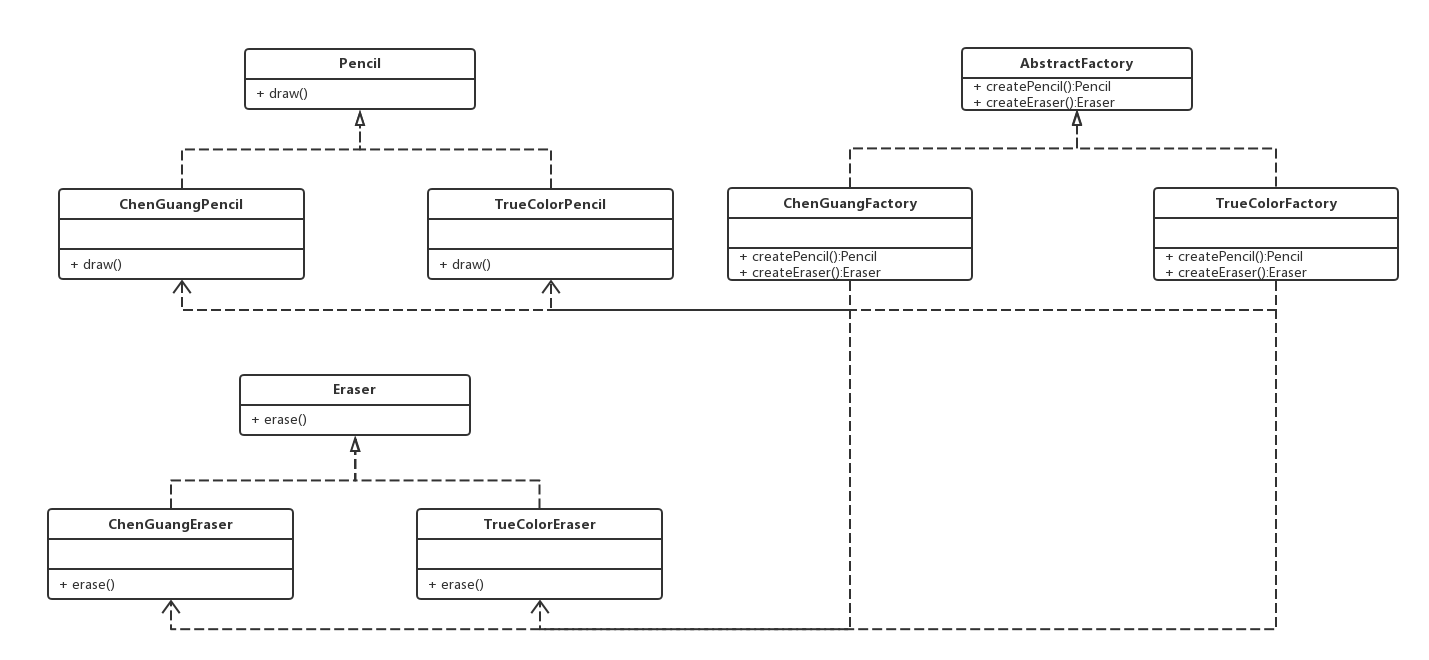 Pencil
+ draw()
AbstractFactory
+ createPencil():Pencil
+ createEraser():Eraser
ChenGuangPencil
+ draw()
TrueColorPencil
+ draw()
ChenGuangFactory
+ createPencil():Pencil
+ createEraser():Eraser
TrueColorFactory
+ createPencil():Pencil
+ createEraser():Eraser
Eraser
+ erase()
ChenGuangEraser
+ erase()
TrueColorEraser
+ erase()